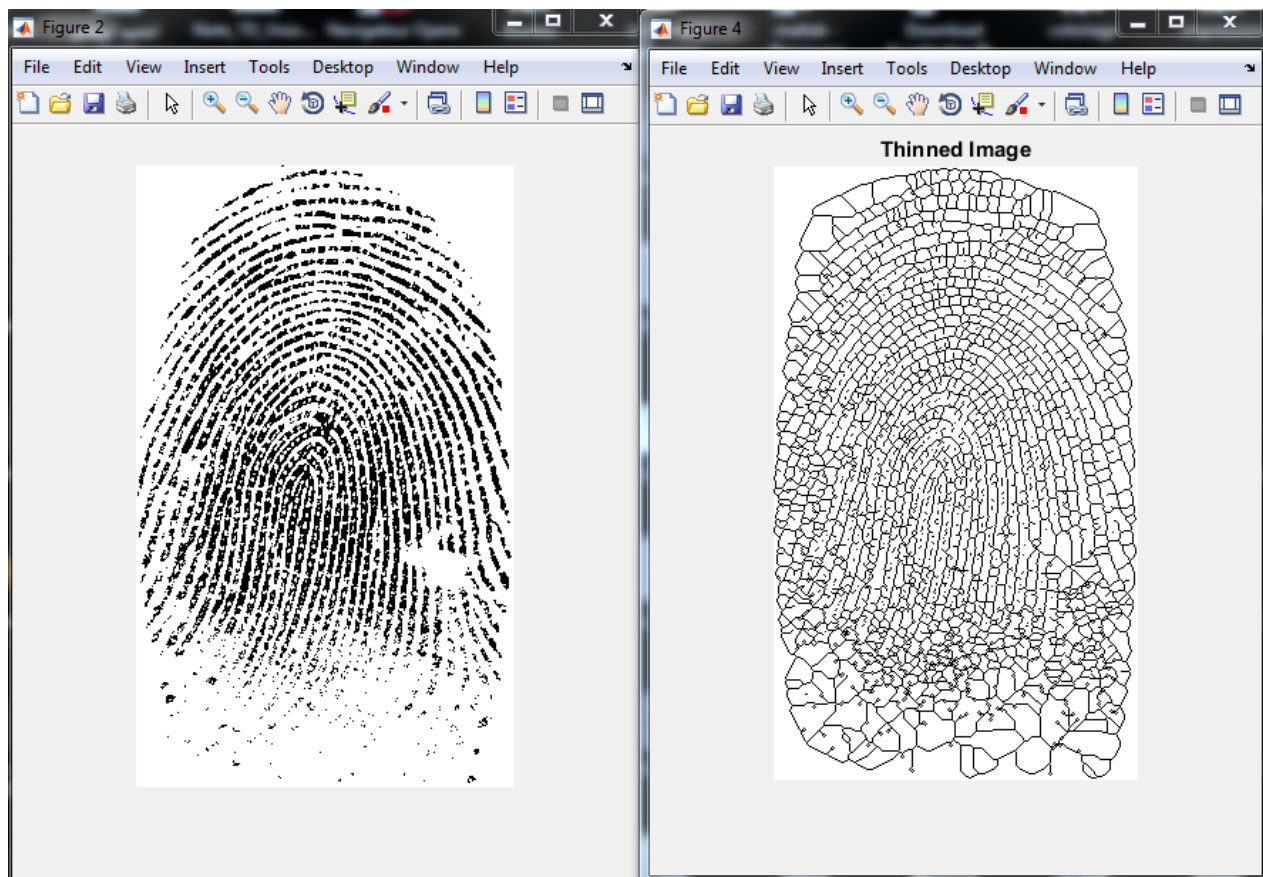 Figure 2
File Edit View Insert Tools Desktop Window Help
Figure 4
File Edit View Insert Tools Desktop Window Help
Thinned Image